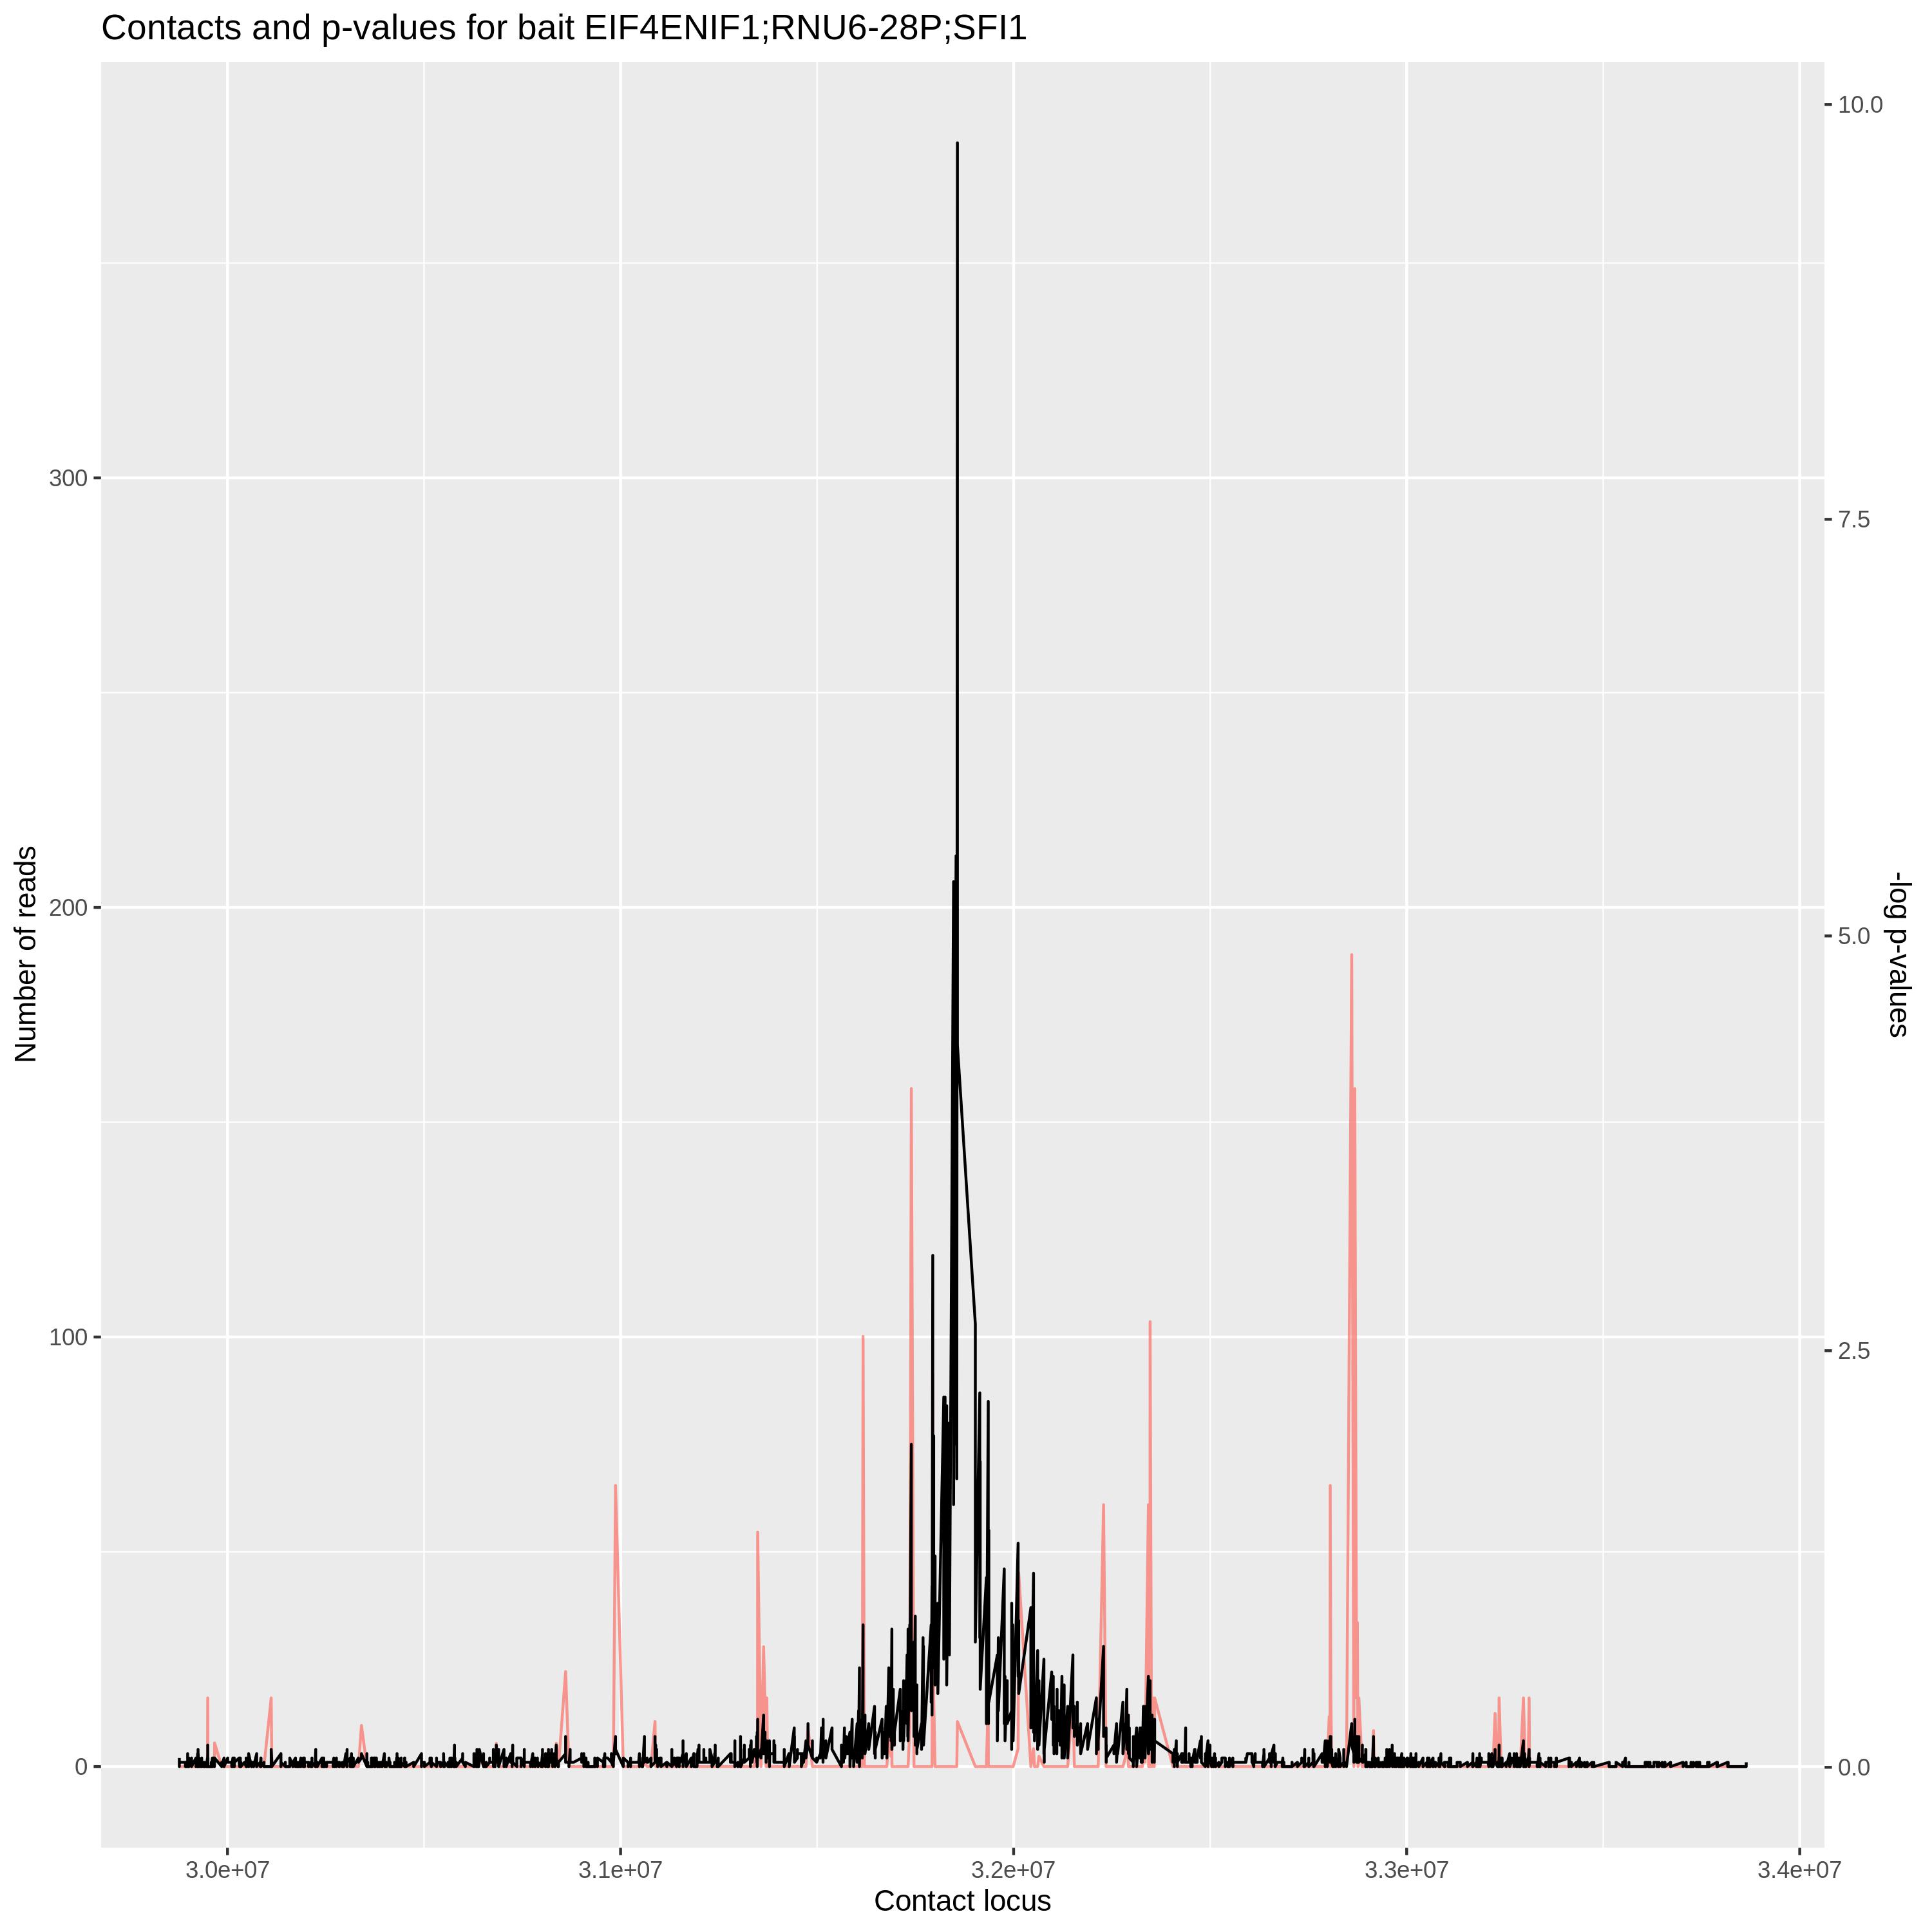 Contacts and p-values for bait EIF4ENIF1;RNU6-28P;SFI1
Number of reads
300
200
100
0
10.0
7.5
5.0
2.5
0.0
-log p-values
3.0e+07
3.1e+07
3.2e+07
3.3e+07
3.4e+07
Contact locus